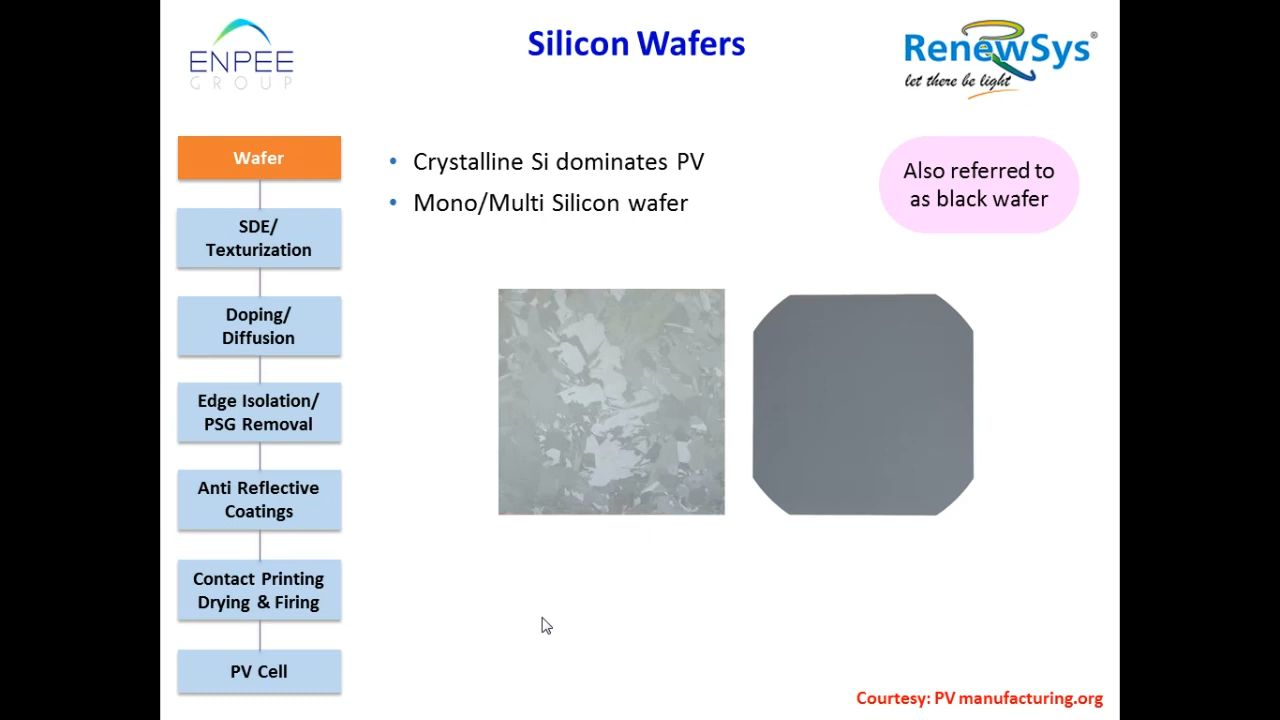 ENPEE
GROUP
Silicon Wafers
RenewSys®
let there be light
Wafer
SDE/
Texturization
Doping/
Diffusion
Edge Isolation/
PSG Removal
Anti Reflective
Coatings
Contact Printing
Drying & Firing
PV Cell
• Crystalline Si dominates PV
• Mono/Multi Silicon wafer
Also referred to
as black wafer
Courtesy: PV manufacturing.org